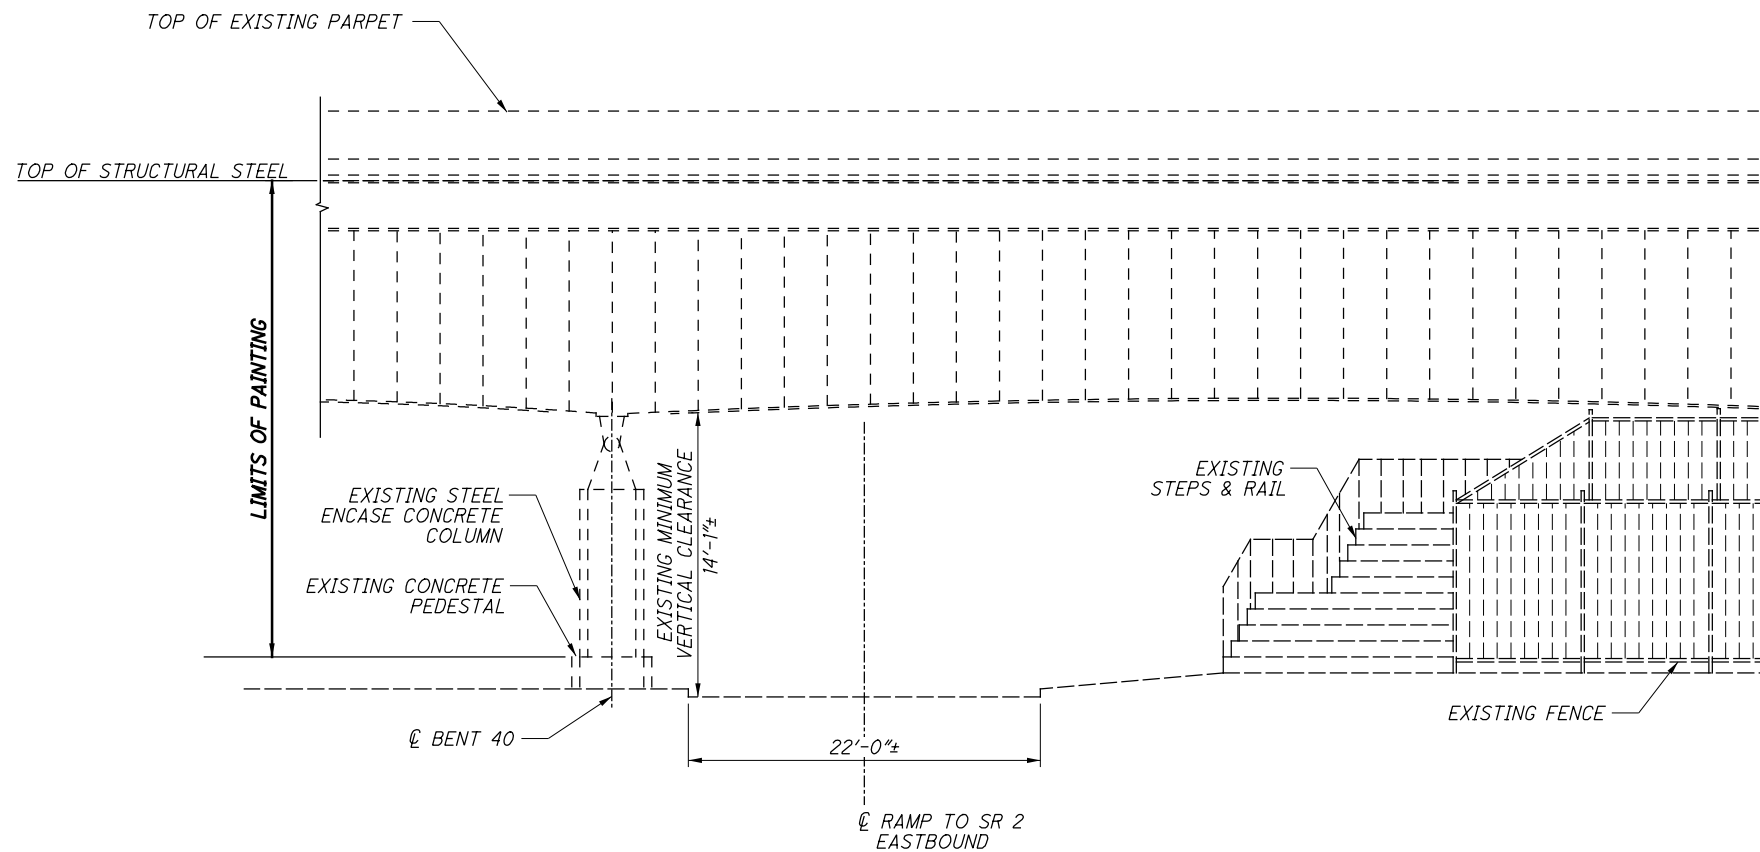 TOP OF EXISTING PARPET
TOP OF STRUCTURAL STEEL
LIMITS OF PAINTING
EXISTING STEEL
ENCASE CONCRETE
COLUMN
EXISTING CONCRETE
PEDESTAL
EXISTING MINIMUM
VERTICAL CLEARANCE
14'-1"±
EXISTING
STEPS & RAIL
EXISTING FENCE
℄ BENT 40
22'-0"±
℄ RAMP TO SR 2
EASTBOUND